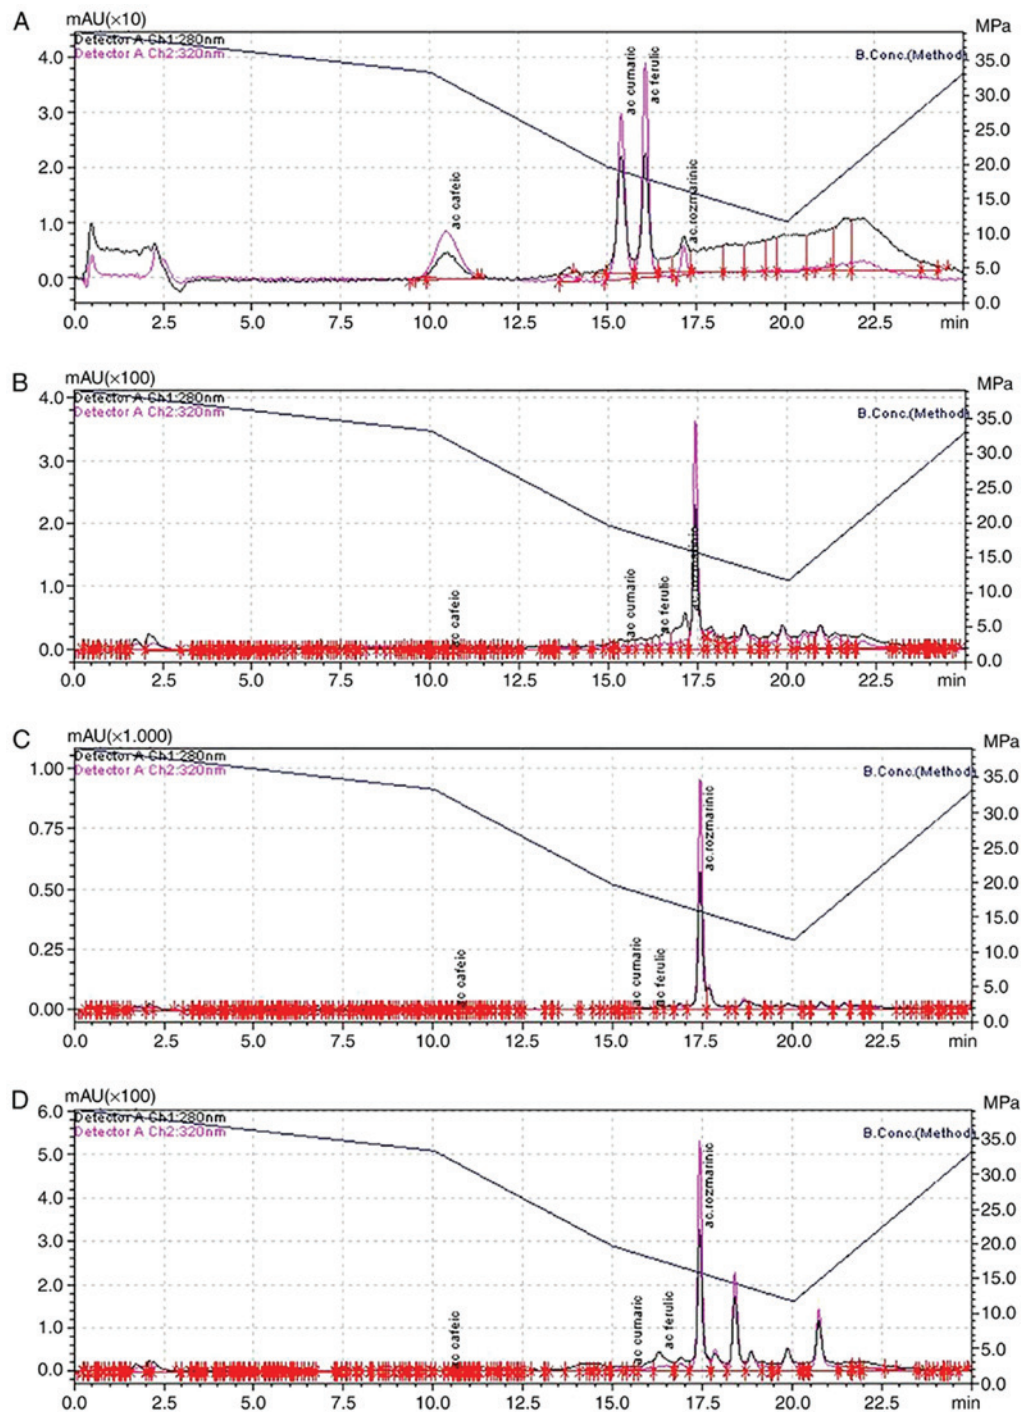 A
mAU(×10)
MPa
Detector A Ch1:280nm
Detector A Ch2:320nm
B.Conc.(Method)
4.0
3.0
2.0
1.0
0.0
35.0
30.0
25.0
20.0
15.0
10.0
5.0
0.0
ac cafeic
ac cumaric
ac ferulic
ac.rozmarinic
0.0 2.5 5.0 7.5 10.0 12.5 15.0 17.5 20.0 22.5 min
B
mAU(×100)
MPa
Detector A Ch1:280nm
Detector A Ch2:320nm
B.Conc.(Method)
4.0
3.0
2.0
1.0
0.0
35.0
30.0
25.0
20.0
15.0
10.0
5.0
0.0
ac cafeic
ac cumaric
ac ferulic
ac.rozmarinic
0.0 2.5 5.0 7.5 10.0 12.5 15.0 17.5 20.0 22.5 min
C
mAU(×1.000)
MPa
Detector A Ch1:280nm
Detector A Ch2:320nm
B.Conc.(Method)
1.00
0.75
0.50
0.25
0.00
35.0
30.0
25.0
20.0
15.0
10.0
5.0
0.0
ac cafeic
ac cumaric
ac ferulic
ac.rozmarinic
0.0 2.5 5.0 7.5 10.0 12.5 15.0 17.5 20.0 22.5 min
D
mAU(×100)
MPa
Detector A Ch1:280nm
Detector A Ch2:320nm
B.Conc.(Method)
6.0
5.0
4.0
3.0
2.0
1.0
0.0
35.0
30.0
25.0
20.0
15.0
10.0
5.0
0.0
ac cafeic
ac cumaric
ac ferulic
ac.rozmarinic
0.0 2.5 5.0 7.5 10.0 12.5 15.0 17.5 20.0 22.5 min